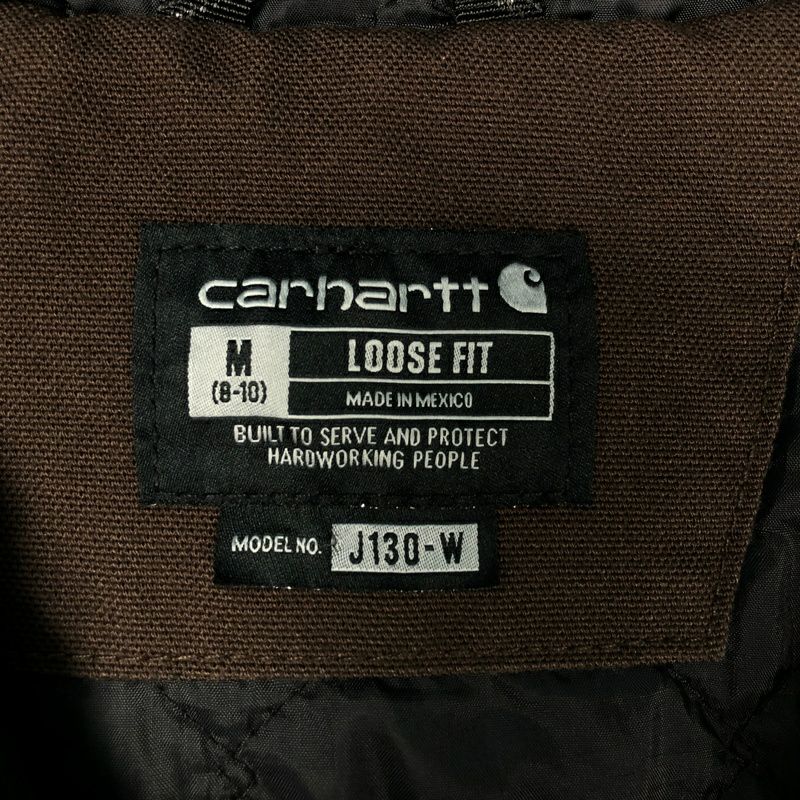 carhartt
M
(8-10)
LOOSE FIT
MADE IN MEXICO
BUILT TO SERVE AND PROTECT
HARDWORKING PEOPLE
MODEL NO. J130-W